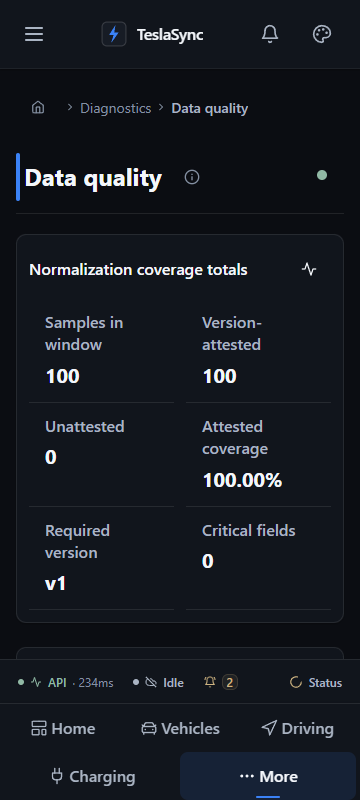 TeslaSync
Diagnostics
Data quality
Data quality
Normalization coverage totals
Samples in
window
100
Version-
attested
100
Unattested
0
Attested
coverage
100.00%
Required
version
v1
Critical fields
0
API · 234ms
Idle
2
Status
Home
Vehicles
Driving
Charging
More